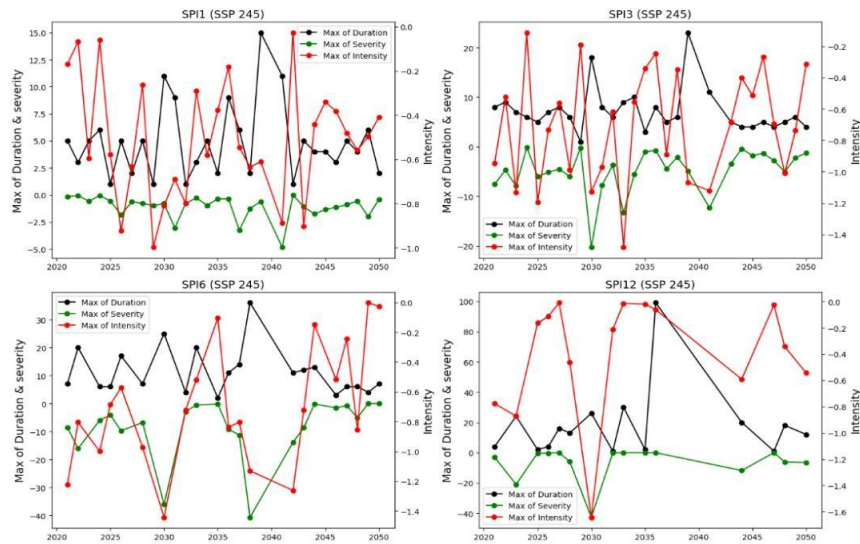 SPI1 (SSP 245)
Max of Duration & severity
15.0
12.5
10.0
7.5
5.0
2.5
0.0
−2.5
−5.0
Max of Duration
Max of Severity
Max of Intensity
0.0
−0.2
−0.4
−0.6
−0.8
−1.0
Intensity
2020 2025 2030 2035 2040 2045 2050
SPI3 (SSP 245)
Max of Duration & severity
20
10
0
−10
−20
Max of Duration
Max of Severity
Max of Intensity
−0.2
−0.4
−0.6
−0.8
−1.0
−1.2
−1.4
Intensity
2020 2025 2030 2035 2040 2045 2050
SPI6 (SSP 245)
Max of Duration & severity
30
20
10
0
−10
−20
−30
−40
Max of Duration
Max of Severity
Max of Intensity
0.0
−0.2
−0.4
−0.6
−0.8
−1.0
−1.2
−1.4
Intensity
2020 2025 2030 2035 2040 2045 2050
SPI12 (SSP 245)
Max of Duration & severity
100
80
60
40
20
0
−20
−40
Max of Duration
Max of Severity
Max of Intensity
0.0
−0.2
−0.4
−0.6
−0.8
−1.0
−1.2
−1.4
−1.6
Intensity
2020 2025 2030 2035 2040 2045 2050